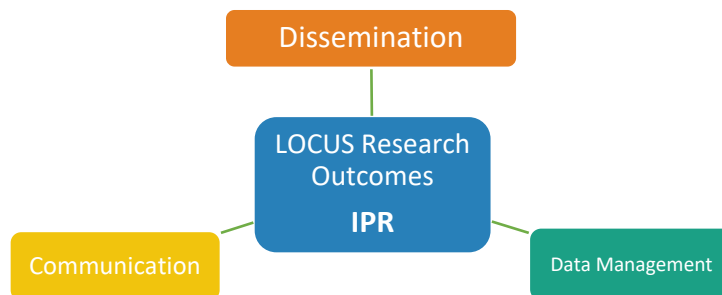 Dissemination
LOCUS Research
Outcomes
IPR
Communication
Data Management